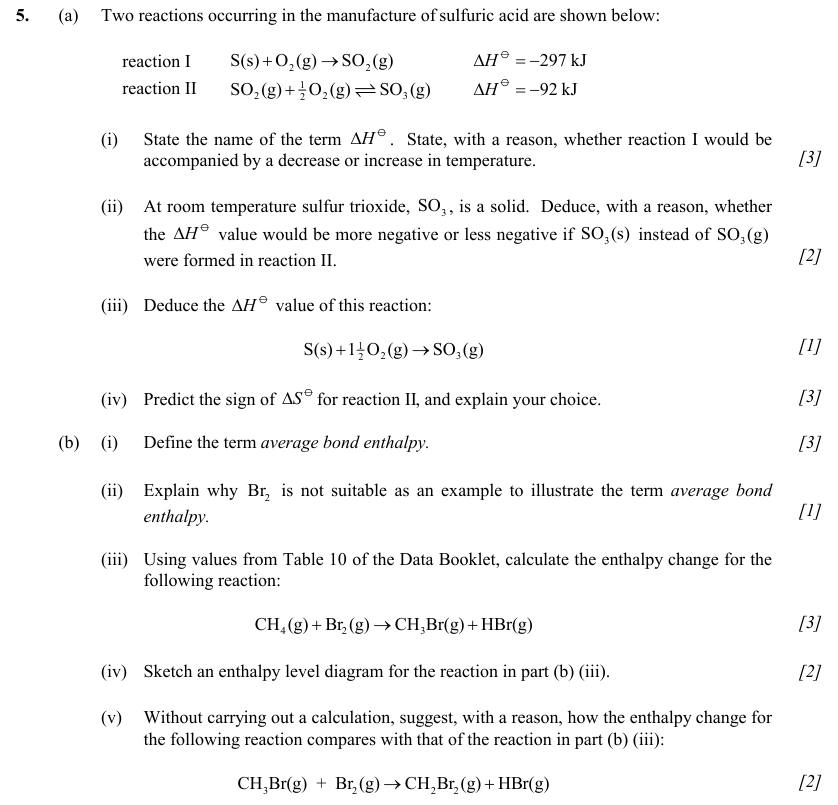 5. (a) Two reactions occurring in the manufacture of sulfuric acid are shown below:
reaction I S(s)+O₂(g)→SO₂(g) ΔH⊖ = −297 kJ
reaction II SO₂(g)+½O₂(g)⇌SO₃(g) ΔH⊖ = −92 kJ
(i) State the name of the term ΔH⊖. State, with a reason, whether reaction I would be
accompanied by a decrease or increase in temperature. [3]
(ii) At room temperature sulfur trioxide, SO₃, is a solid. Deduce, with a reason, whether
the ΔH⊖ value would be more negative or less negative if SO₃(s) instead of SO₃(g)
were formed in reaction II. [2]
(iii) Deduce the ΔH⊖ value of this reaction:
S(s)+1½O₂(g)→SO₃(g) [1]
(iv) Predict the sign of ΔS⊖ for reaction II, and explain your choice. [3]
(b) (i) Define the term average bond enthalpy. [3]
(ii) Explain why Br₂ is not suitable as an example to illustrate the term average bond
enthalpy. [1]
(iii) Using values from Table 10 of the Data Booklet, calculate the enthalpy change for the
following reaction:
CH₄(g)+Br₂(g)→CH₃Br(g)+HBr(g) [3]
(iv) Sketch an enthalpy level diagram for the reaction in part (b) (iii). [2]
(v) Without carrying out a calculation, suggest, with a reason, how the enthalpy change for
the following reaction compares with that of the reaction in part (b) (iii):
CH₃Br(g) + Br₂(g)→CH₂Br₂(g)+HBr(g) [2]